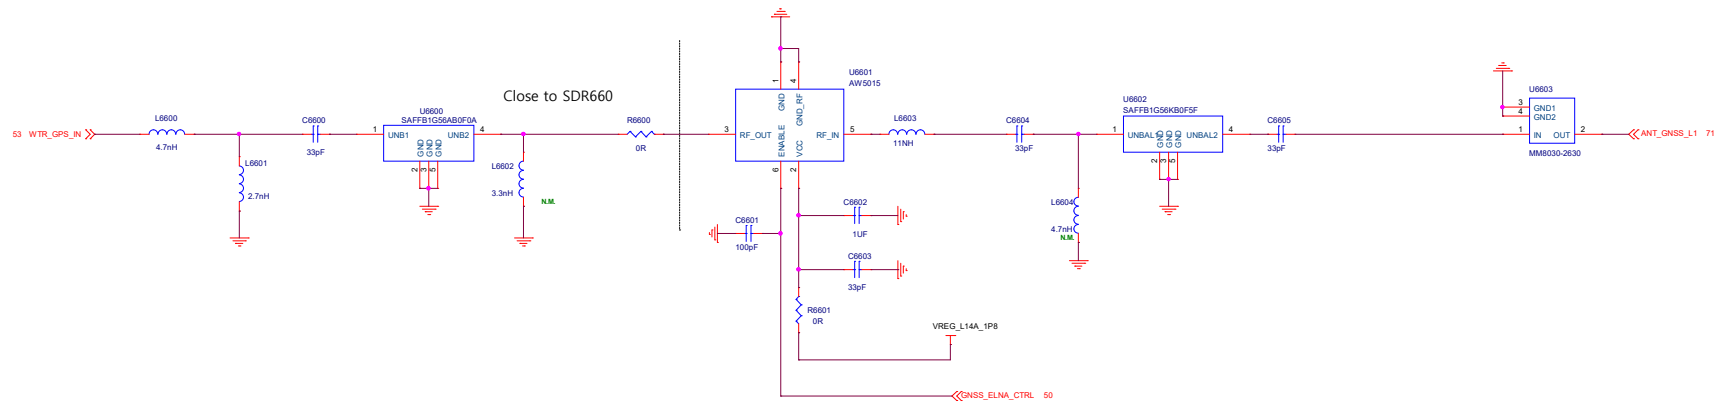 Close to SDR660
53 WTR_GPS_IN
L6600
4.7nH
L6601
2.7nH
C6600
33pF
U6600
SAFFB1G56AB0F0A
1
UNB1
UNB2
4
GND
GND
GND
2
3
5
L6602
3.3nH
N.M.
R6600
0R
U6601
AW5015
1
4
GND
GND_RF
3
RF_OUT
RF_IN
5
ENABLE
VCC
6
2
C6601
100pF
C6602
1UF
C6603
33pF
R6601
0R
VREG_L14A_1P8
GNSS_ELNA_CTRL 50
L6603
11NH
C6604
33pF
L6604
4.7nH
N.M.
U6602
SAFFB1G56KB0F5F
1
UNBAL1
UNBAL2
4
GND
GND
GND
2
3
5
C6605
33pF
U6603
3
GND1
4
GND2
1
IN
OUT
2
MM8030-2630
ANT_GNSS_L1 71